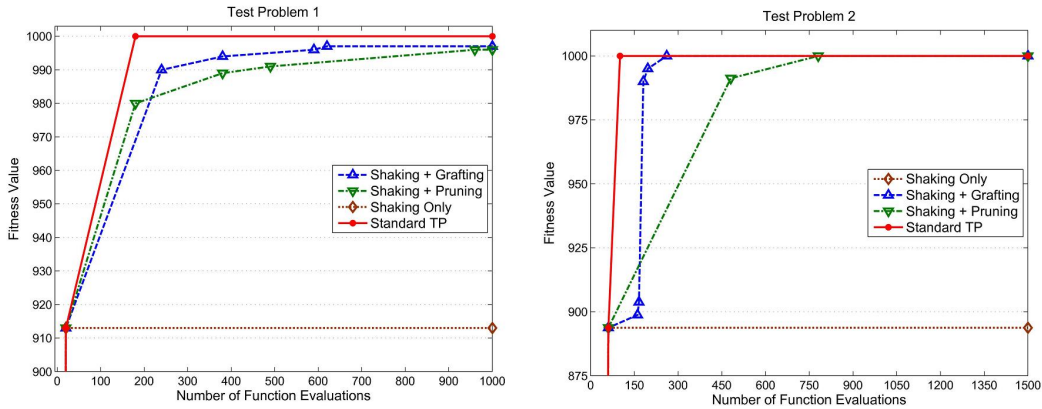 Test Problem 1
1000
990
980
970
960
950
940
930
920
910
900
Fitness Value
Shaking + Grafting
Shaking + Pruning
Shaking Only
Standard TP
0 100 200 300 400 500 600 700 800 900 1000
Number of Function Evaluations
Test Problem 2
1000
975
950
925
900
875
Fitness Value
Shaking Only
Shaking + Grafting
Shaking + Pruning
Standard TP
0 150 300 450 600 750 900 1050 1200 1350 1500
Number of Function Evaluations